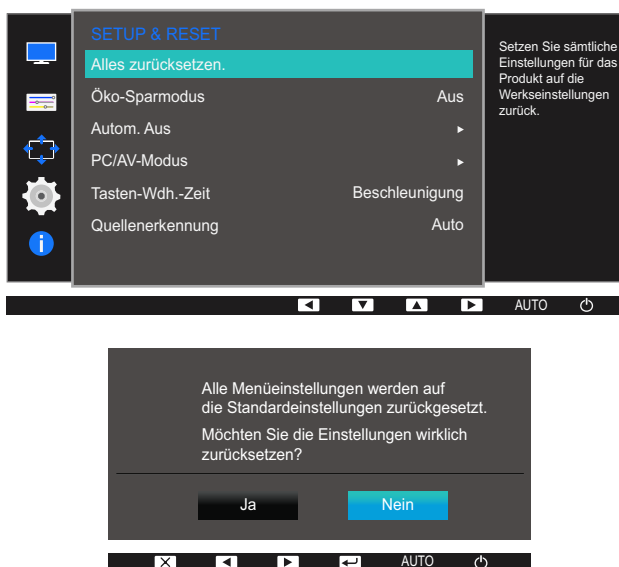 SETUP & RESET
Alles zurücksetzen.
Öko-Sparmodus Aus
Autom. Aus
PC/AV-Modus
Tasten-Wdh.-Zeit Beschleunigung
Quellenerkennung Auto
Setzen Sie sämtliche
Einstellungen für das
Produkt auf die
Werkseinstellungen
zurück.
AUTO
Alle Menüeinstellungen werden auf
die Standardeinstellungen zurückgesetzt.
Möchten Sie die Einstellungen wirklich
zurücksetzen?
Ja Nein
AUTO